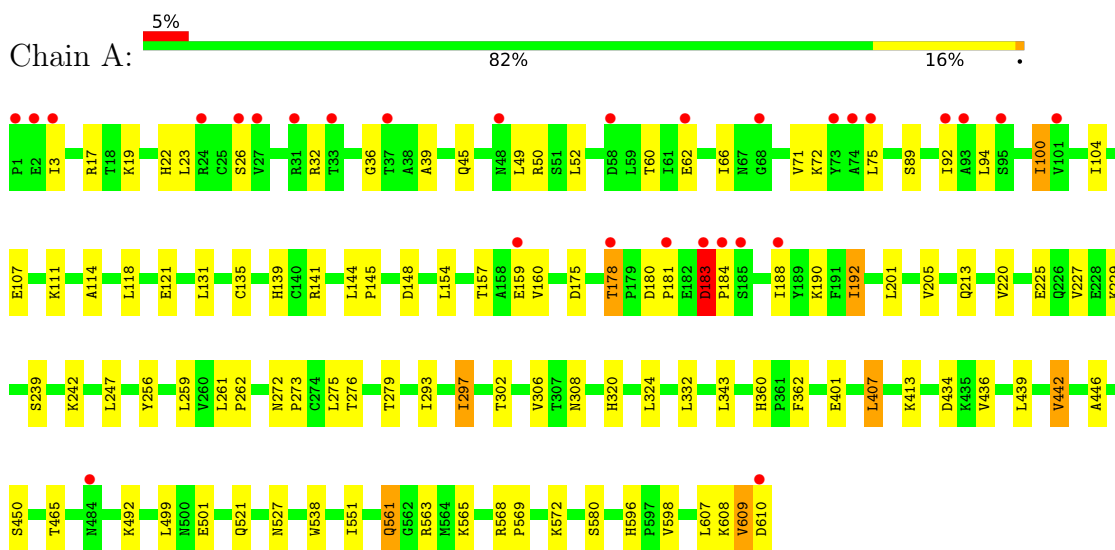 5%
Chain A:
82% 16% •
P1 E2 I3 R17 T18 K19 H22 L23 R24 C25 S26 V27 R31 R32 T33 G36 T37 A38 A39 Q45 N48 L49 R50 S51 L52 D58 L59 T60 I61 E62 I66 N67 G68 V71 K72 Y73 A74 L75 S89 I92 A93 L94 S95 I100 V101 I104
E107 K111 A114 L118 E121 L131 C135 H139 C140 R141 L144 P145 D148 L154 T157 A158 E159 V160 D175 T178 P179 D180 P181 E182 D183 P184 S185 I188 Y189 K190 F191 I192 L201 V205 Q213 V220 E225 Q226 V227 E228 K229
S239 K242 L247 Y256 L259 V260 L261 P262 N272 P273 C274 L275 T276 T279 I293 I297 T302 V306 T307 N308 H320 L324 L332 L343 H360 P361 F362 E401 L407 K413 D434 K435 V436 L439 V442 A446
S450 T465 N484 K492 L499 N500 E501 Q521 N527 W538 I551 Q561 G562 R563 M564 K565 R568 P569 K572 S580 H596 P597 V598 L607 K608 V609 D610